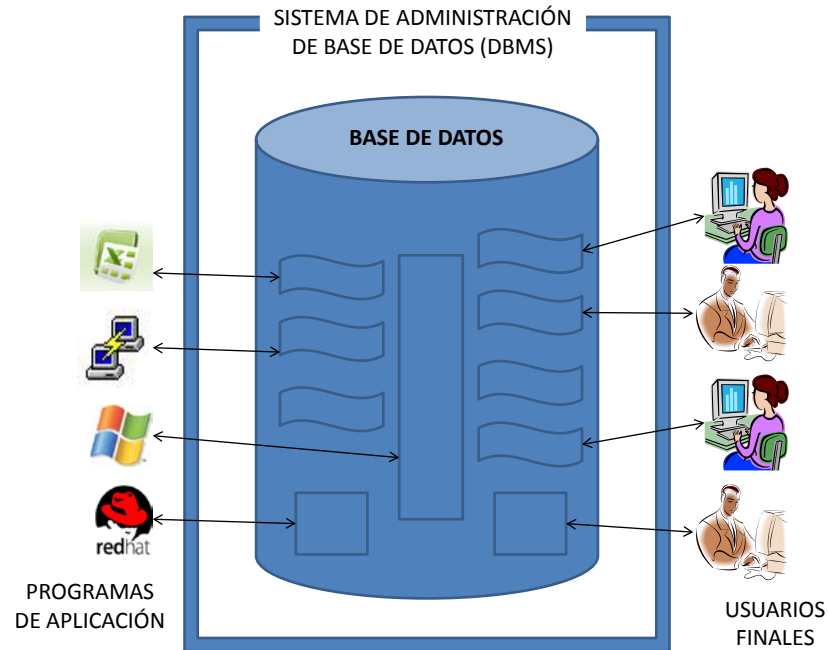 SISTEMA DE ADMINISTRACIÓN
DE BASE DE DATOS (DBMS)
BASE DE DATOS
redhat
PROGRAMAS
DE APLICACIÓN
USUARIOS
FINALES